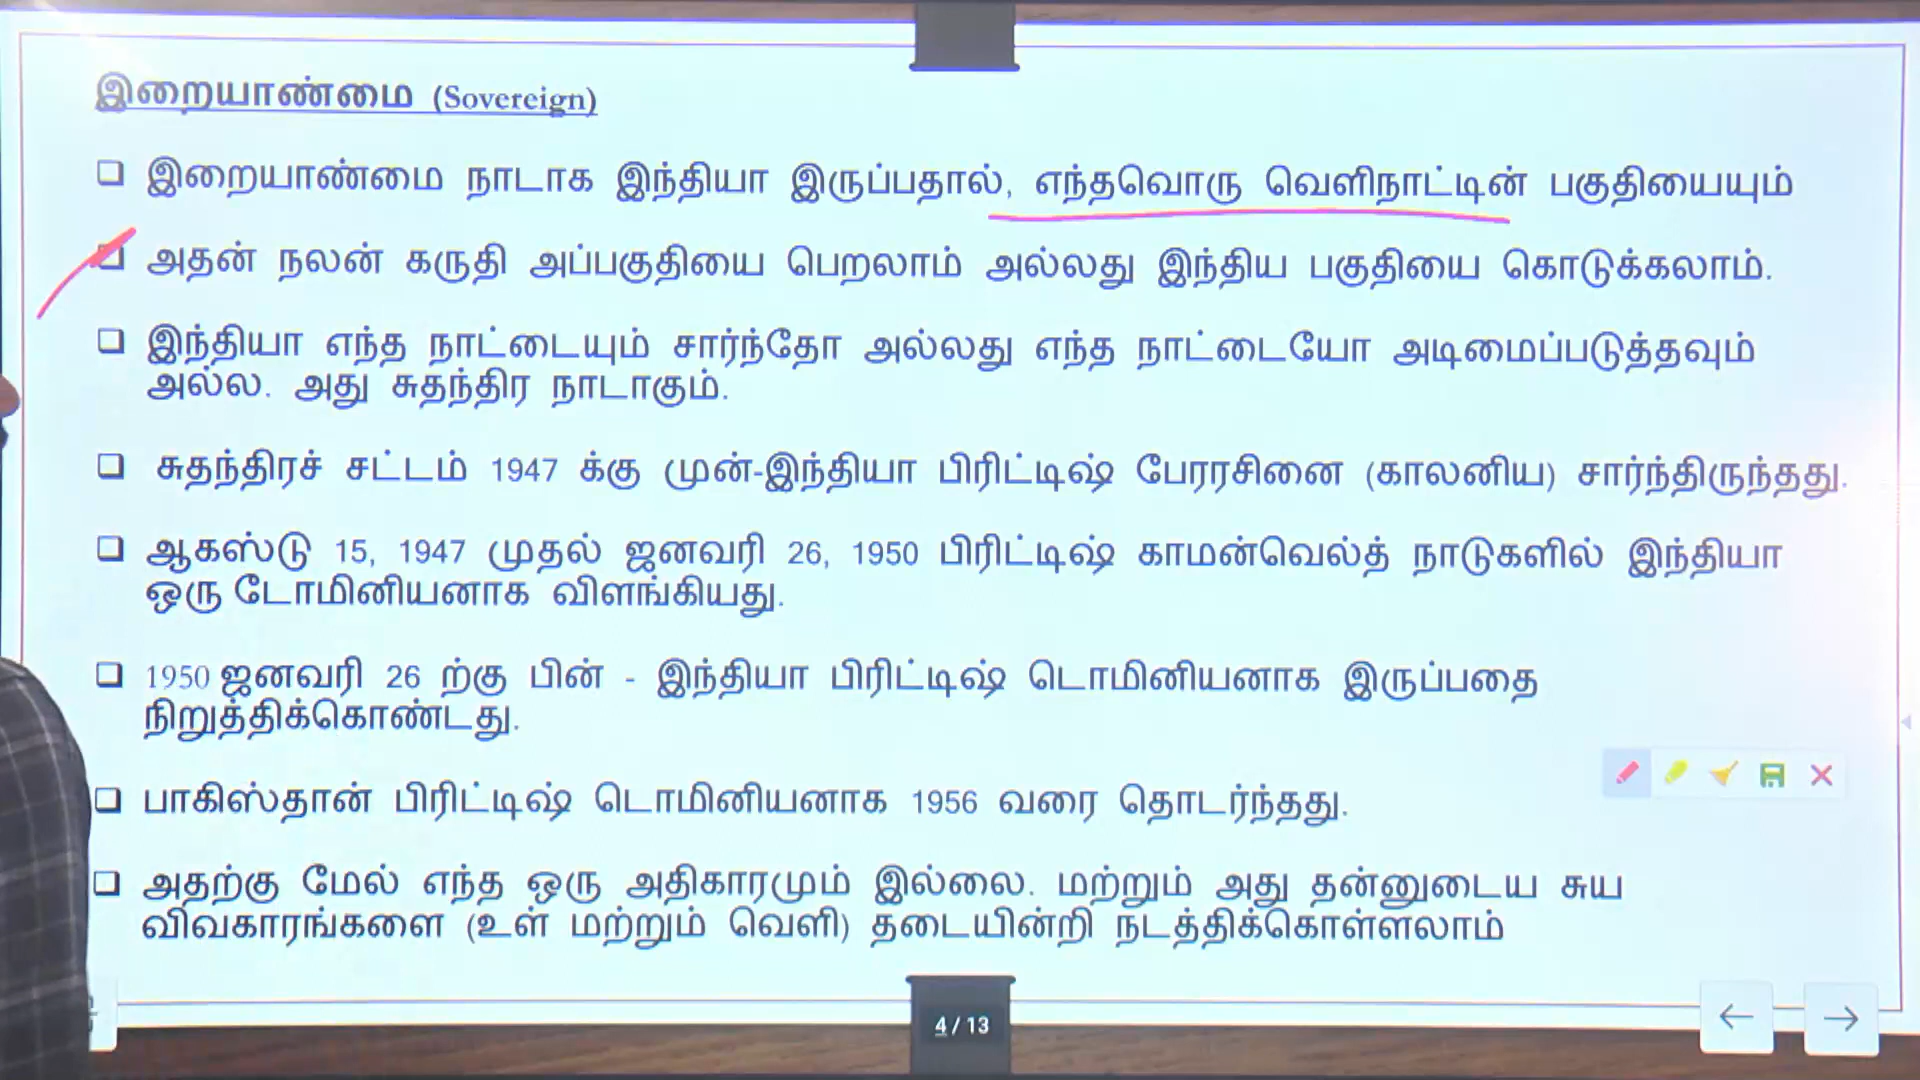 இறையாண்மை (Sovereign)
❑ இறையாண்மை நாடாக இந்தியா இருப்பதால், எந்தவொரு வெளிநாட்டின் பகுதியையும்
❑ அதன் நலன் கருதி அப்பகுதியை பெறலாம் அல்லது இந்திய பகுதியை கொடுக்கலாம்.
❑ இந்தியா எந்த நாட்டையும் சார்ந்தோ அல்லது எந்த நாட்டையோ அடிமைப்படுத்தவும்
அல்ல. அது சுதந்திர நாடாகும்.
❑ சுதந்திரச் சட்டம் 1947 க்கு முன்-இந்தியா பிரிட்டிஷ் பேரரசினை (காலனிய) சார்ந்திருந்தது.
❑ ஆகஸ்டு 15, 1947 முதல் ஜனவரி 26, 1950 பிரிட்டிஷ் காமன்வெல்த் நாடுகளில் இந்தியா
ஒரு டோமினியனாக விளங்கியது.
❑ 1950 ஜனவரி 26 ற்கு பின் - இந்தியா பிரிட்டிஷ் டொமினியனாக இருப்பதை
நிறுத்திக்கொண்டது.
❑ பாகிஸ்தான் பிரிட்டிஷ் டொமினியனாக 1956 வரை தொடர்ந்தது.
❑ அதற்கு மேல் எந்த ஒரு அதிகாரமும் இல்லை. மற்றும் அது தன்னுடைய சுய
விவகாரங்களை (உள் மற்றும் வெளி) தடையின்றி நடத்திக்கொள்ளலாம்
4 / 13